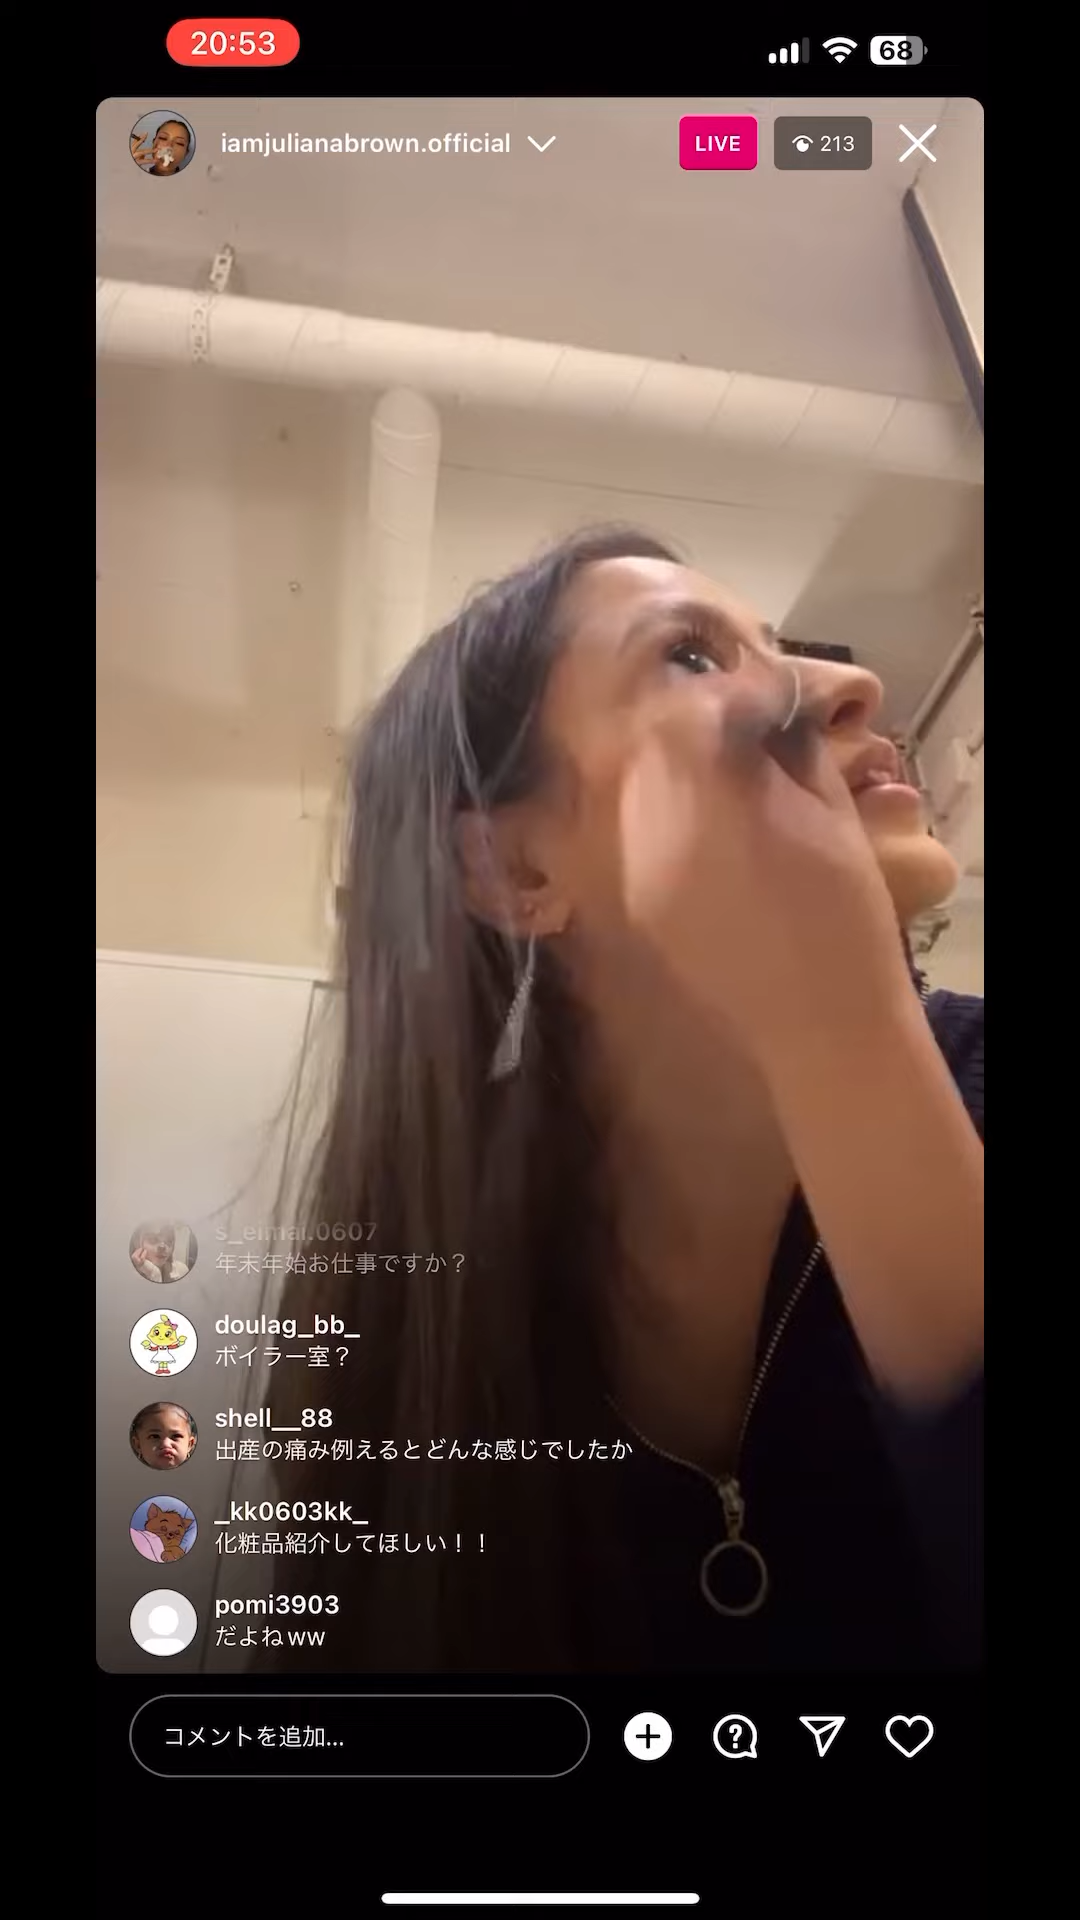 20:53
68
iamjulianabrown.official
LIVE
213
s_eimai.0607
年末年始お仕事ですか？
doulag_bb_
ボイラー室？
shell__88
出産の痛み例えるとどんな感じでしたか
_kk0603kk_
化粧品紹介してほしい！！
pomi3903
だよねww
コメントを追加...